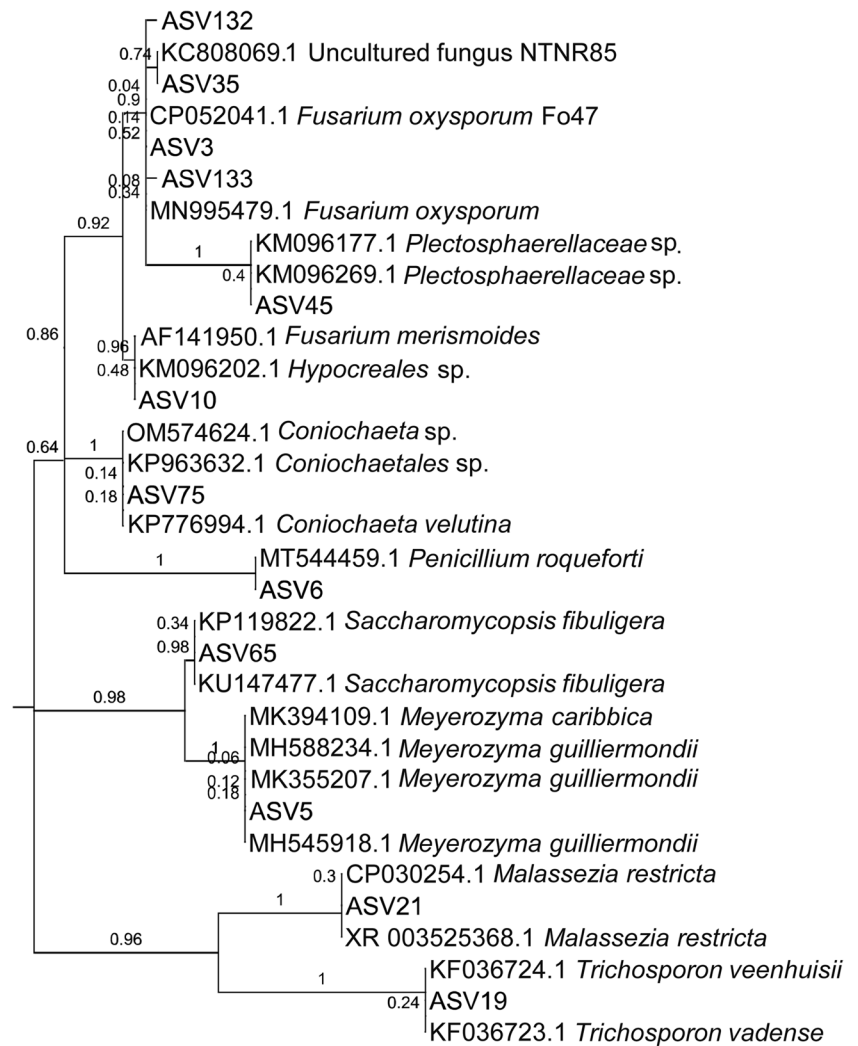 ASV132
0.74 KC808069.1 Uncultured fungus NTNR85
ASV35
0.04
0.9
CP052041.1 Fusarium oxysporum Fo47
0.14
0.52
ASV3
0.08
ASV133
0.34
MN995479.1 Fusarium oxysporum
0.92
KM096177.1 Plectosphaerellaceae sp.
1
0.4 KM096269.1 Plectosphaerellaceae sp.
ASV45
0.86
AF141950.1 Fusarium merismoides
0.96
0.48 KM096202.1 Hypocreales sp.
ASV10
OM574624.1 Coniochaeta sp.
0.64
1
KP963632.1 Coniochaetales sp.
0.14
0.18 ASV75
KP776994.1 Coniochaeta velutina
1
MT544459.1 Penicillium roqueforti
ASV6
0.34 KP119822.1 Saccharomycopsis fibuligera
0.98 ASV65
KU147477.1 Saccharomycopsis fibuligera
0.98
MK394109.1 Meyerozyma caribbica
1
MH588234.1 Meyerozyma guilliermondii
0.06
MK355207.1 Meyerozyma guilliermondii
0.12
0.18
ASV5
MH545918.1 Meyerozyma guilliermondii
0.3 CP030254.1 Malassezia restricta
1
ASV21
XR 003525368.1 Malassezia restricta
0.96
KF036724.1 Trichosporon veenhuisii
1
0.24 ASV19
KF036723.1 Trichosporon vadense